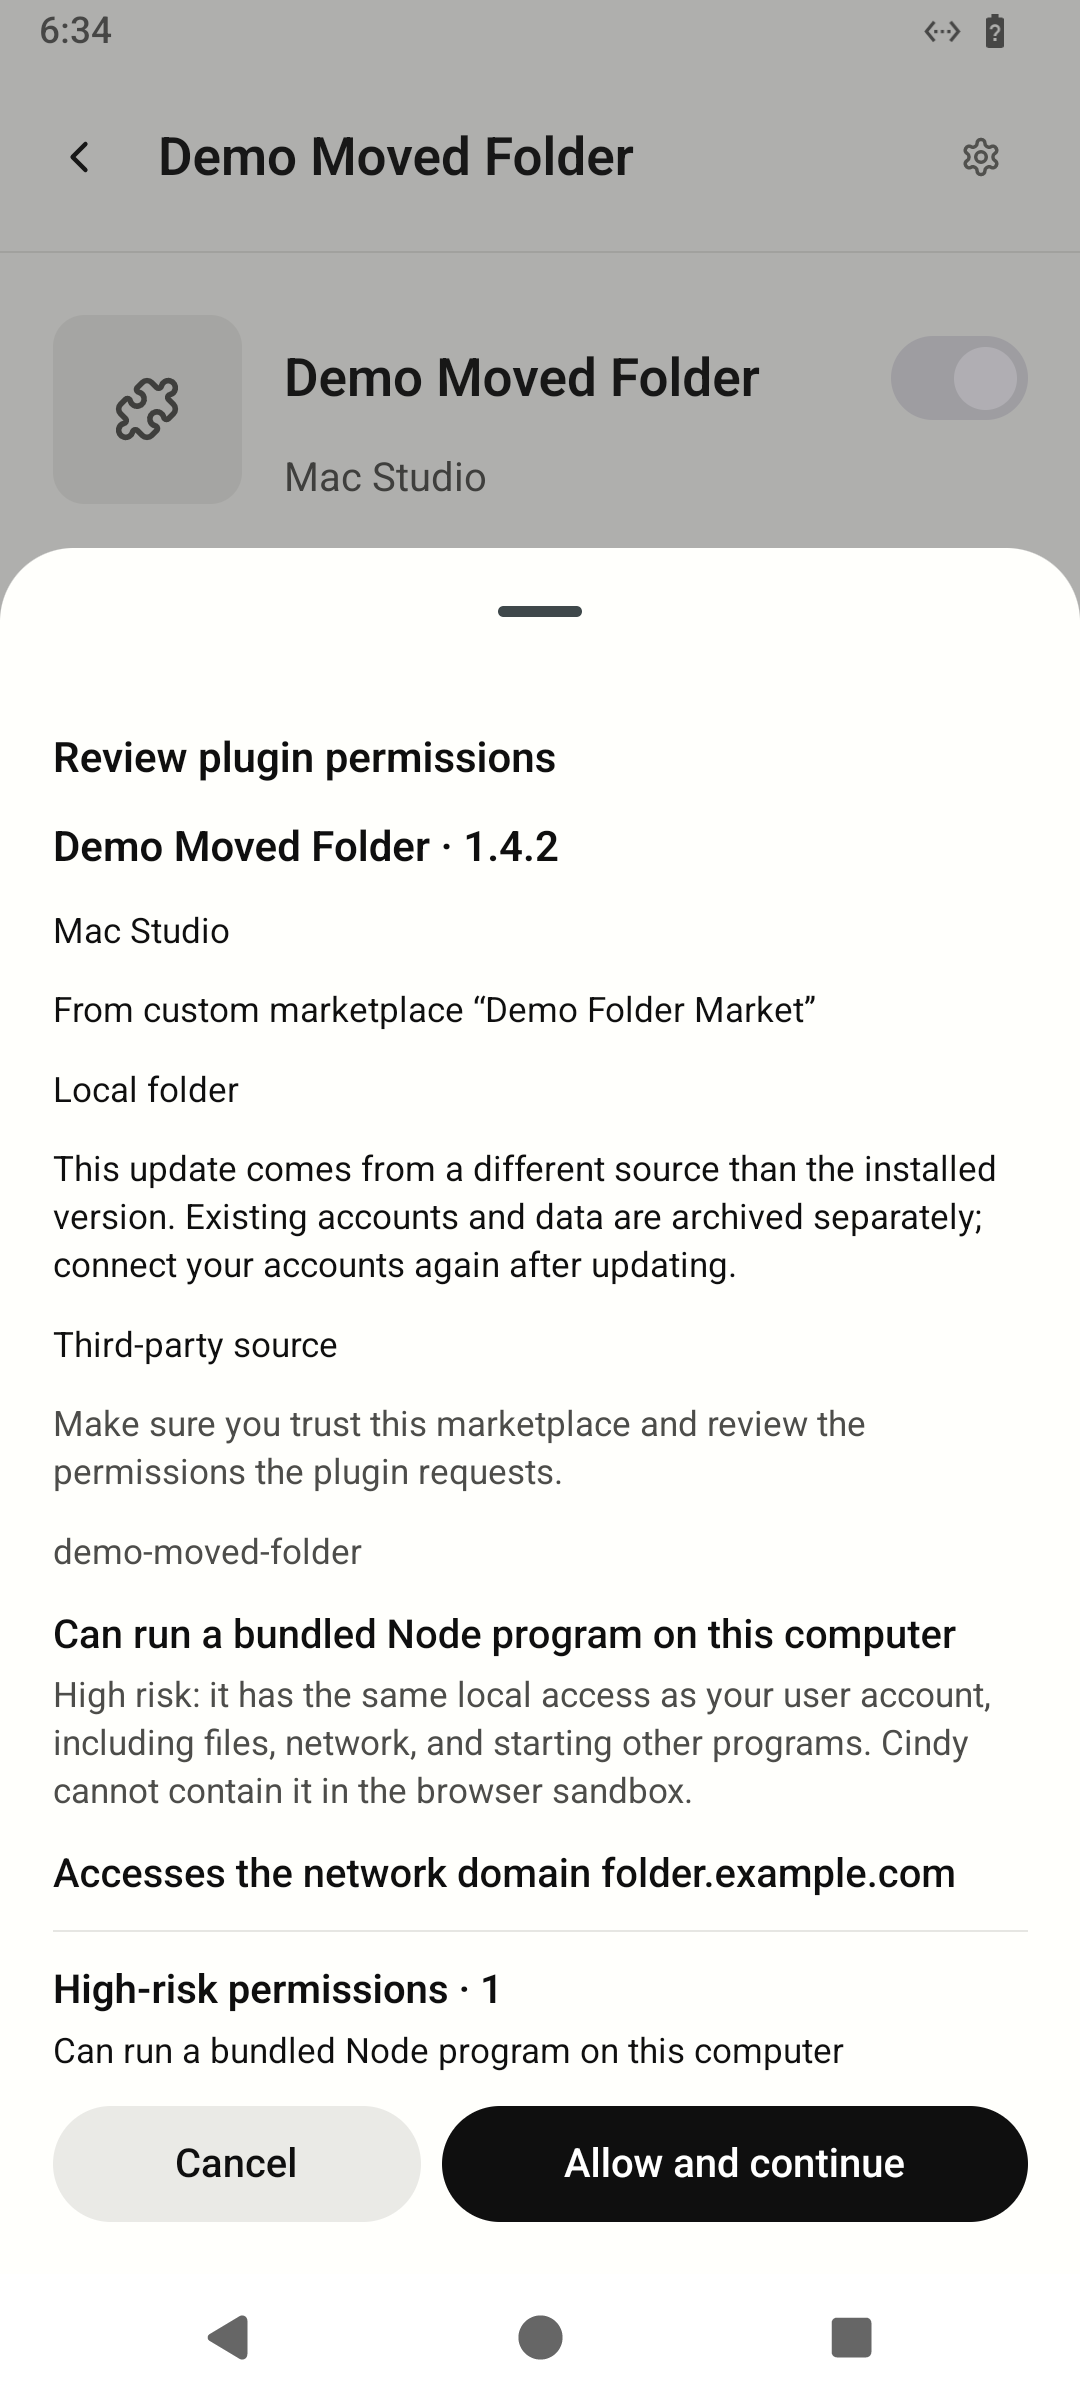 6:34
Demo Moved Folder
Demo Moved Folder
Mac Studio
Review plugin permissions
Demo Moved Folder · 1.4.2
Mac Studio
From custom marketplace “Demo Folder Market”
Local folder
This update comes from a different source than the installed
version. Existing accounts and data are archived separately;
connect your accounts again after updating.
Third-party source
Make sure you trust this marketplace and review the
permissions the plugin requests.
demo-moved-folder
Can run a bundled Node program on this computer
High risk: it has the same local access as your user account,
including files, network, and starting other programs. Cindy
cannot contain it in the browser sandbox.
Accesses the network domain folder.example.com
High-risk permissions · 1
Can run a bundled Node program on this computer
Cancel
Allow and continue